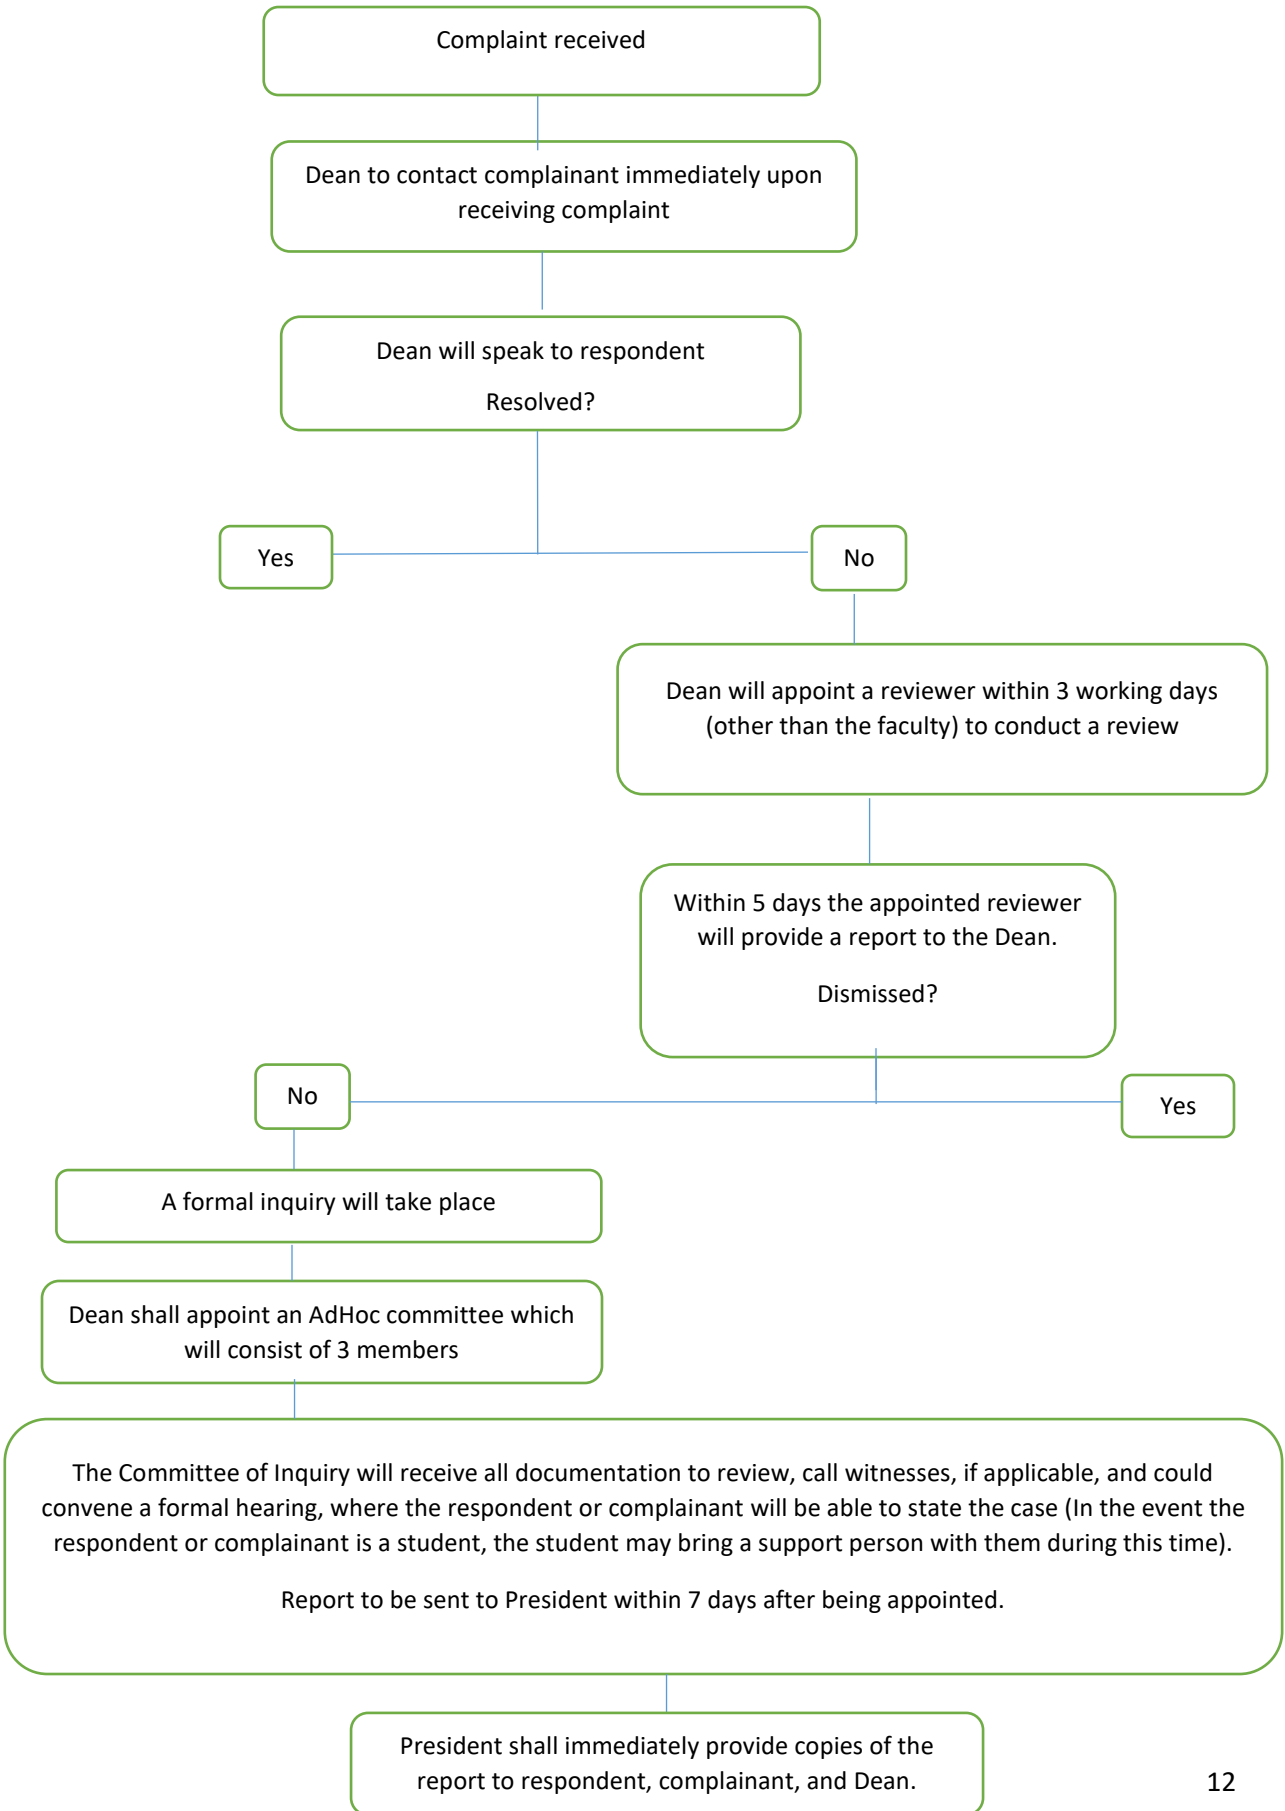 Complaint received
Dean to contact complainant immediately upon
receiving complaint
Dean will speak to respondent
Resolved?
Yes
No
Dean will appoint a reviewer within 3 working days
(other than the faculty) to conduct a review
Within 5 days the appointed reviewer
will provide a report to the Dean.
Dismissed?
No
Yes
A formal inquiry will take place
Dean shall appoint an AdHoc committee which
will consist of 3 members
The Committee of Inquiry will receive all documentation to review, call witnesses, if applicable, and could
convene a formal hearing, where the respondent or complainant will be able to state the case (In the event the
respondent or complainant is a student, the student may bring a support person with them during this time).
Report to be sent to President within 7 days after being appointed.
President shall immediately provide copies of the
report to respondent, complainant, and Dean.
12